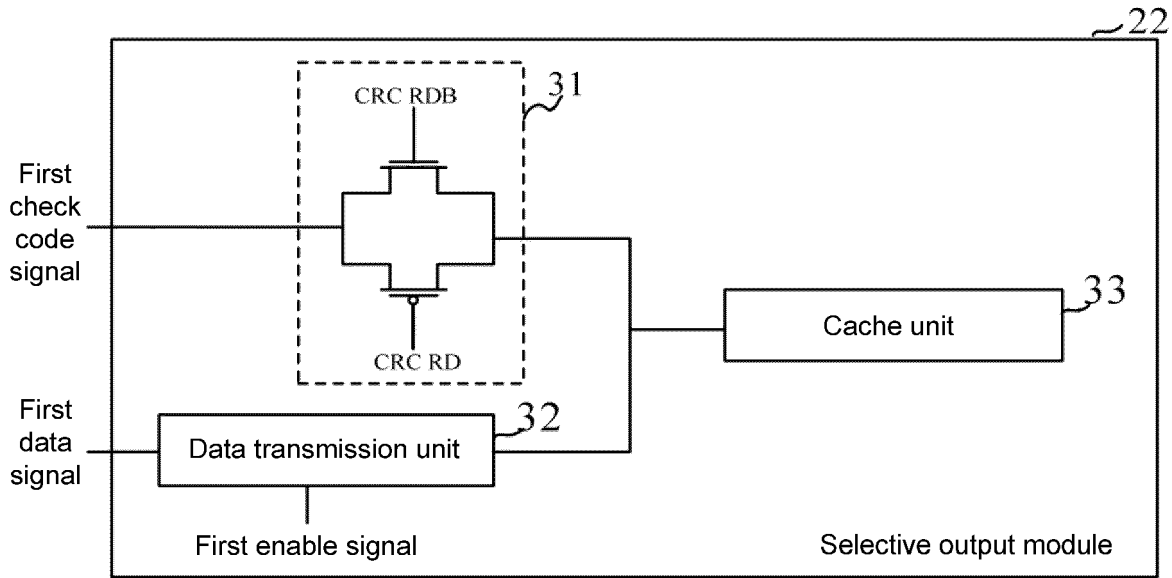 22
31
CRC RDB
First
check
code
signal
33
Cache unit
CRC RD
First
data
signal
32
Data transmission unit
First enable signal
Selective output module